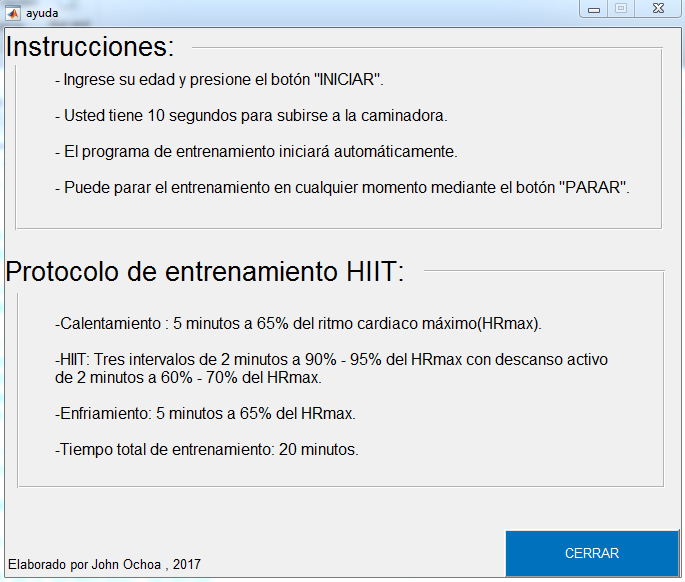 ayuda
Instrucciones:
- Ingrese su edad y presione el botón "INICIAR".
- Usted tiene 10 segundos para subirse a la caminadora.
- El programa de entrenamiento iniciará automáticamente.
- Puede parar el entrenamiento en cualquier momento mediante el botón "PARAR".
Protocolo de entrenamiento HIIT:
-Calentamiento : 5 minutos a 65% del ritmo cardiaco máximo(HRmax).
-HIIT: Tres intervalos de 2 minutos a 90% - 95% del HRmax con descanso activo
de 2 minutos a 60% - 70% del HRmax.
-Enfriamiento: 5 minutos a 65% del HRmax.
-Tiempo total de entrenamiento: 20 minutos.
CERRAR
Elaborado por John Ochoa , 2017